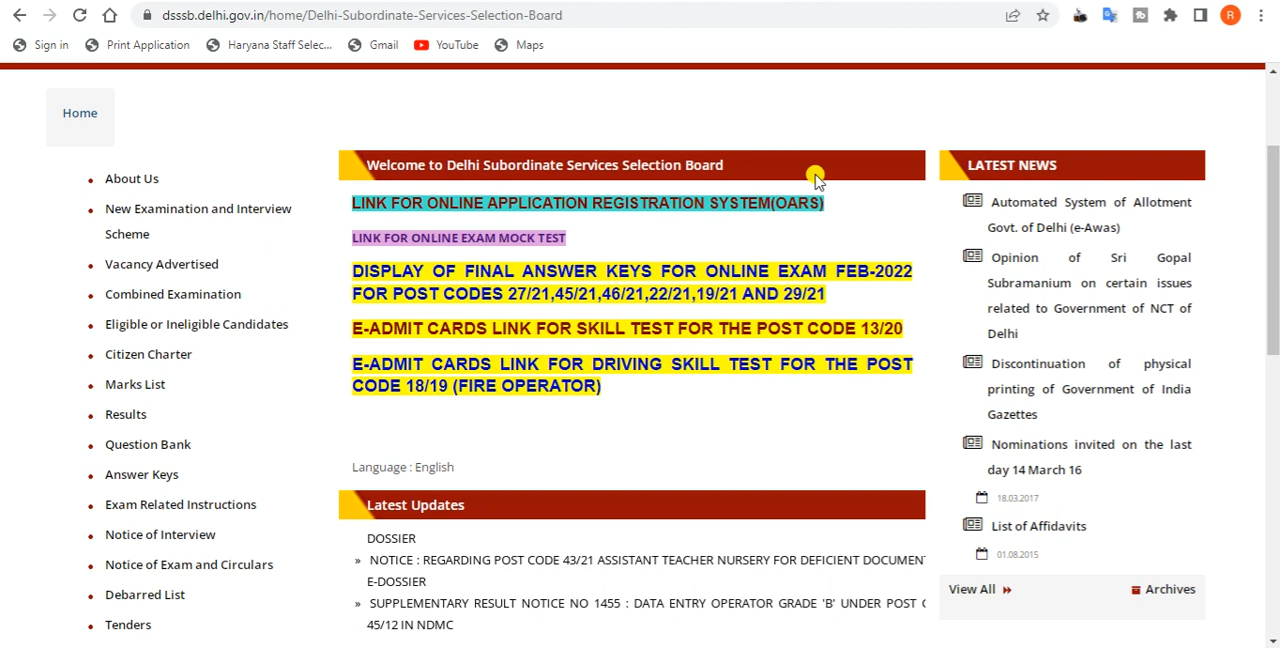 dsssb.delhi.gov.in/home/Delhi-Subordinate-Services-Selection-Board
R
Sign in
Print Application
Haryana Staff Selec...
Gmail
YouTube
Maps
Home
About Us
New Examination and Interview
Scheme
Vacancy Advertised
Combined Examination
Eligible or Ineligible Candidates
Citizen Charter
Marks List
Results
Question Bank
Answer Keys
Exam Related Instructions
Notice of Interview
Notice of Exam and Circulars
Debarred List
Tenders
Welcome to Delhi Subordinate Services Selection Board
LINK FOR ONLINE APPLICATION REGISTRATION SYSTEM(OARS)
LINK FOR ONLINE EXAM MOCK TEST
DISPLAY OF FINAL ANSWER KEYS FOR ONLINE EXAM FEB-2022
FOR POST CODES 27/21,45/21,46/21,22/21,19/21 AND 29/21
E-ADMIT CARDS LINK FOR SKILL TEST FOR THE POST CODE 13/20
E-ADMIT CARDS LINK FOR DRIVING SKILL TEST FOR THE POST
CODE 18/19 (FIRE OPERATOR)
Language : English
Latest Updates
DOSSIER
» NOTICE : REGARDING POST CODE 43/21 ASSISTANT TEACHER NURSERY FOR DEFICIENT DOCUMENT
E-DOSSIER
» SUPPLEMENTARY RESULT NOTICE NO 1455 : DATA ENTRY OPERATOR GRADE 'B' UNDER POST
45/12 IN NDMC
LATEST NEWS
Automated System of Allotment
Govt. of Delhi (e-Awas)
Opinion of Sri Gopal
Subramanium on certain issues
related to Government of NCT of
Delhi
Discontinuation of physical
printing of Government of India
Gazettes
Nominations invited on the last
day 14 March 16
18.03.2017
List of Affidavits
01.08.2015
View All
Archives